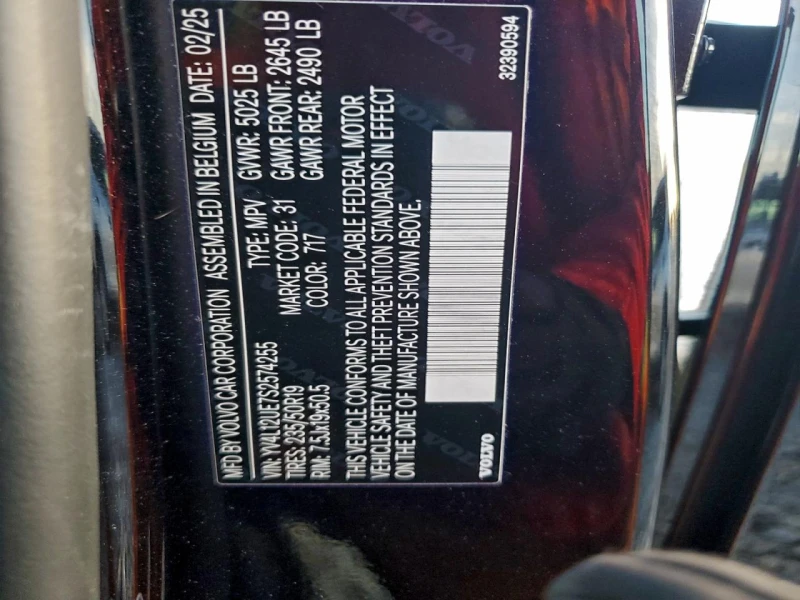 MFD BY VOLVO CAR CORPORATION ASSEMBLED IN BELGIUM DATE: 02/25
VIN: YV4L12UE7S2574255 TYPE: MPV GVWR: 5025 LB
TIRES: 235/50R19 MARKET CODE: 31 GAWR FRONT: 2645 LB
RIM: 7.5Jx19x50.5 COLOR: 717 GAWR REAR: 2490 LB
THIS VEHICLE CONFORMS TO ALL APPLICABLE FEDERAL MOTOR
VEHICLE SAFETY AND THEFT PREVENTION STANDARDS IN EFFECT
ON THE DATE OF MANUFACTURE SHOWN ABOVE.
VOLVO 32390594